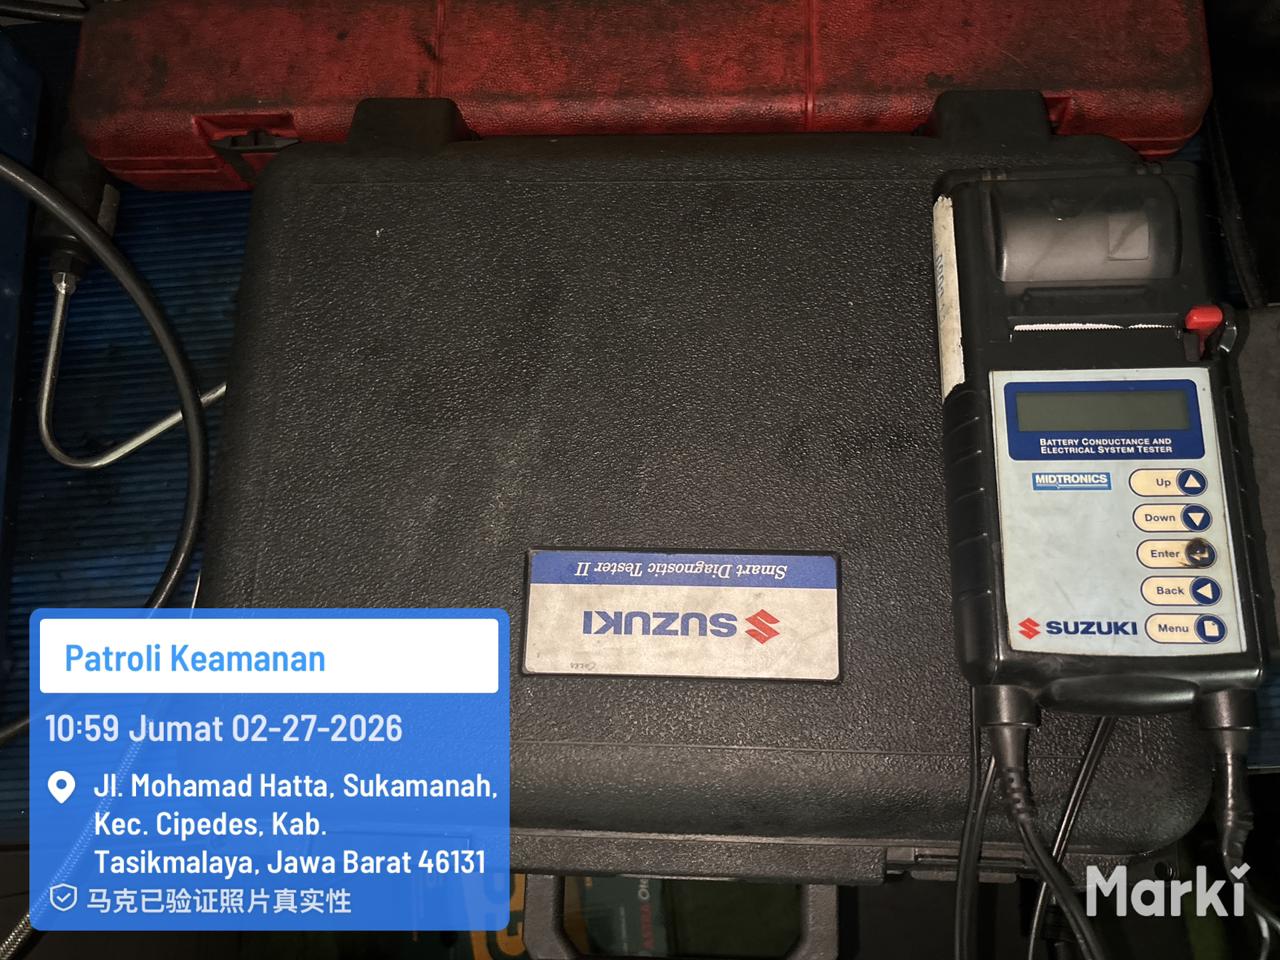 BATTERY CONDUCTANCE AND
ELECTRICAL SYSTEM TESTER
MIDTRONICS
Up
Down
Enter
Back
Menu
SUZUKI
Smart Diagnostic Tester II
SUZUKI
Patroli Keamanan
10:59 Jumat 02-27-2026
Jl. Mohamad Hatta, Sukamanah,
Kec. Cipedes, Kab.
Tasikmalaya, Jawa Barat 46131
马克已验证照片真实性
Marki